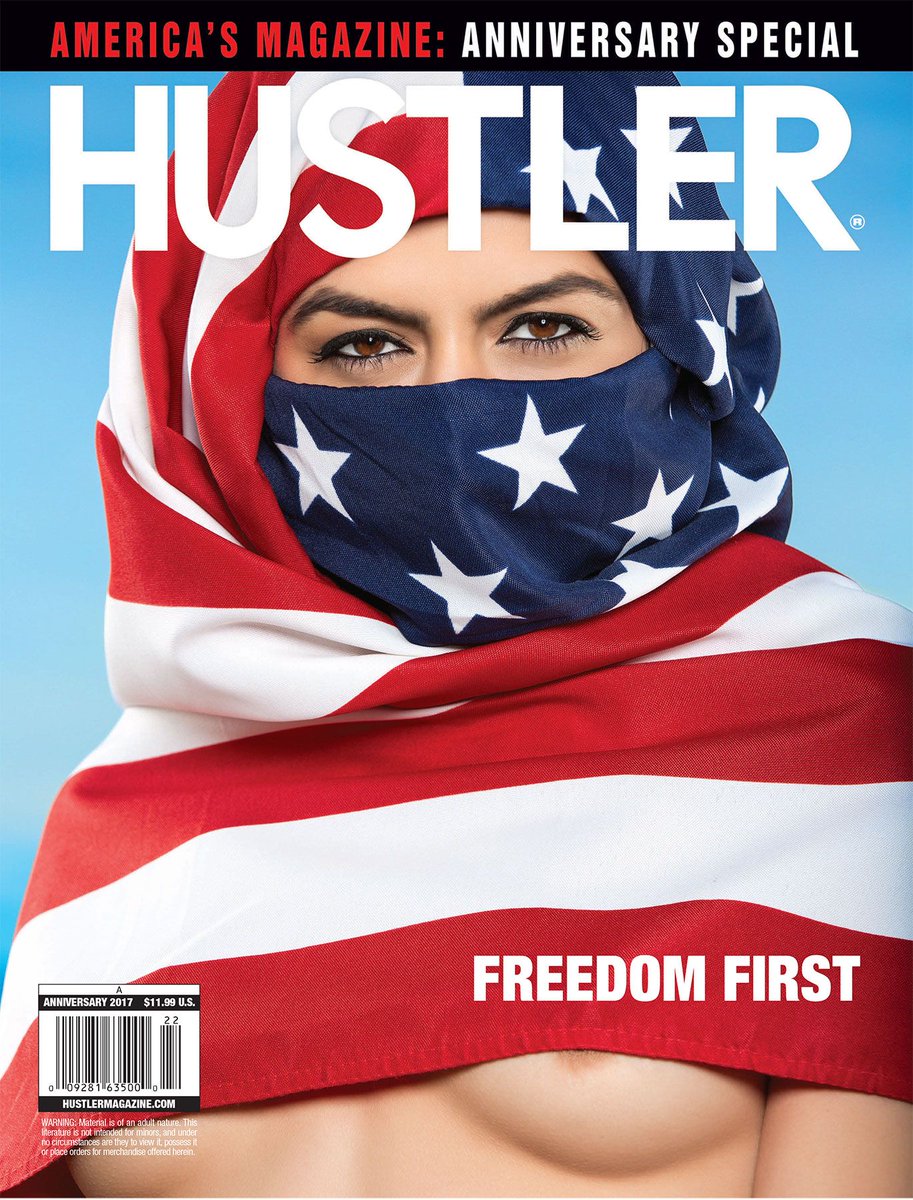 AMERICA'S MAGAZINE: ANNIVERSARY SPECIAL
HUSTLER®
FREEDOM FIRST
A
ANNIVERSARY 2017 $11.99 U.S.
22
0 09281 63500 0
HUSTLERMAGAZINE.COM
WARNING: Material is of an adult nature. This
literature is not intended for minors, and under
no circumstances are they to view it, possess it
or place orders for merchandise offered herein.